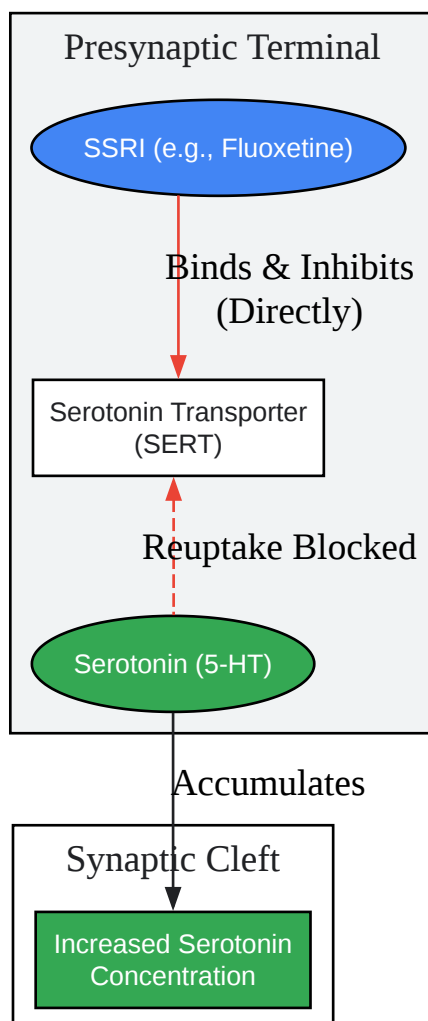 Presynaptic Terminal
SSRI (e.g., Fluoxetine)
Binds & Inhibits
(Directly)
Serotonin Transporter
(SERT)
Reuptake Blocked
Serotonin (5-HT)
Accumulates
Synaptic Cleft
Increased Serotonin
Concentration